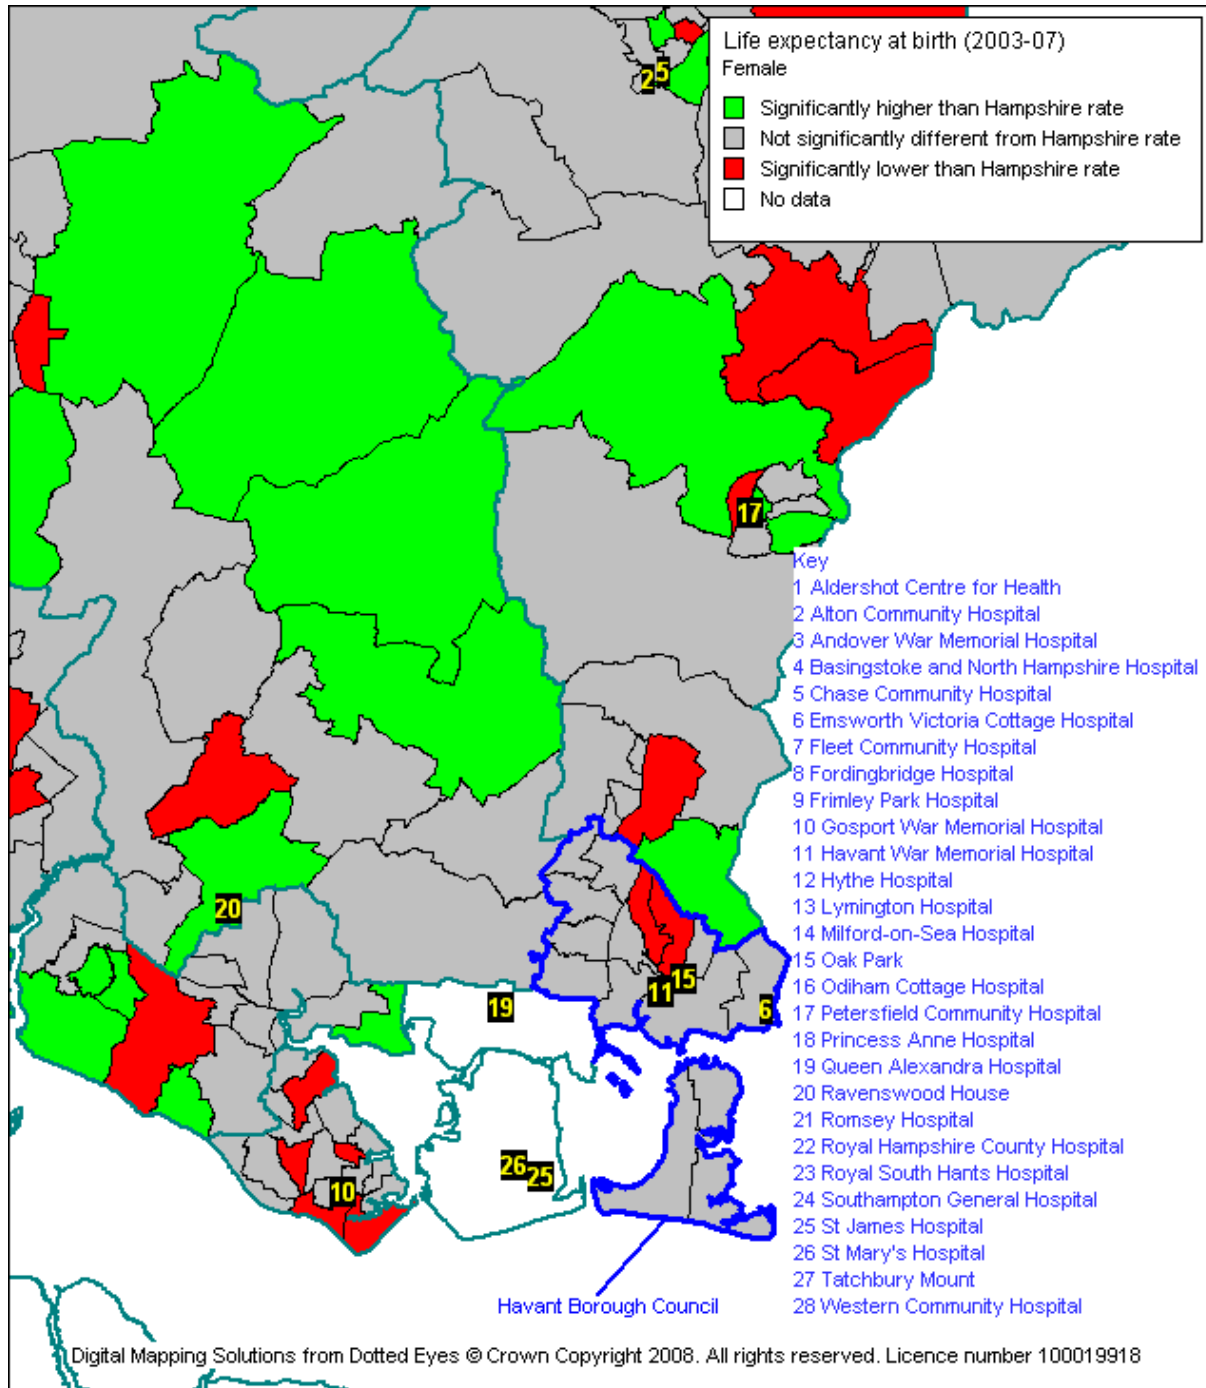 Life expectancy at birth (2003-07)
Female
Significantly higher than Hampshire rate
Not significantly different from Hampshire rate
Significantly lower than Hampshire rate
No data
2
5
17
Key
1 Aldershot Centre for Health
2 Alton Community Hospital
3 Andover War Memorial Hospital
4 Basingstoke and North Hampshire Hospital
5 Chase Community Hospital
6 Emsworth Victoria Cottage Hospital
7 Fleet Community Hospital
8 Fordingbridge Hospital
9 Frimley Park Hospital
10 Gosport War Memorial Hospital
11 Havant War Memorial Hospital
12 Hythe Hospital
13 Lymington Hospital
14 Milford-on-Sea Hospital
15 Oak Park
16 Odiham Cottage Hospital
17 Petersfield Community Hospital
18 Princess Anne Hospital
19 Queen Alexandra Hospital
20 Ravenswood House
21 Romsey Hospital
22 Royal Hampshire County Hospital
23 Royal South Hants Hospital
24 Southampton General Hospital
25 St James Hospital
26 St Mary's Hospital
27 Tatchbury Mount
28 Western Community Hospital
20
15
11
19
6
26
25
10
Havant Borough Council
Digital Mapping Solutions from Dotted Eyes © Crown Copyright 2008. All rights reserved. Licence number 100019918